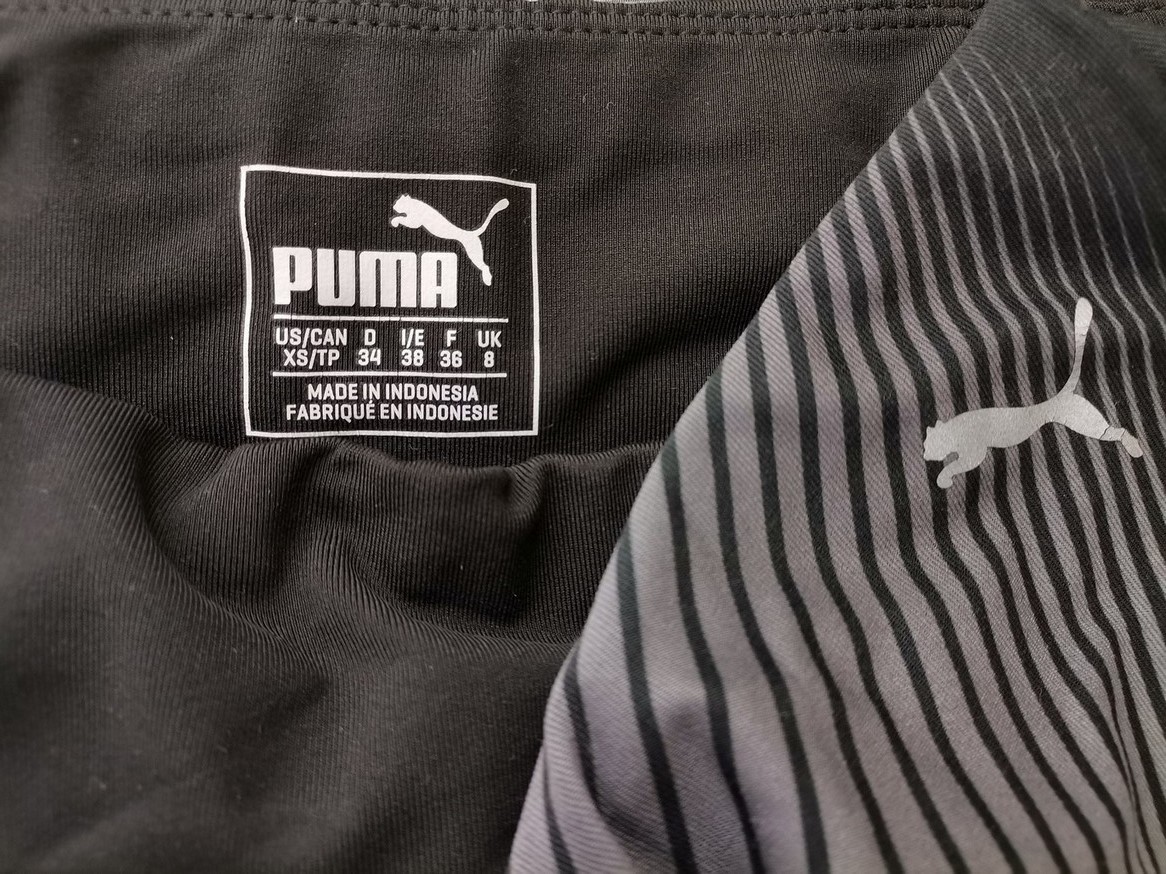 PUMA
US/CAN D I/E F UK
XS/TP 34 38 36 8
MADE IN INDONESIA
FABRIQUÉ EN INDONESIE